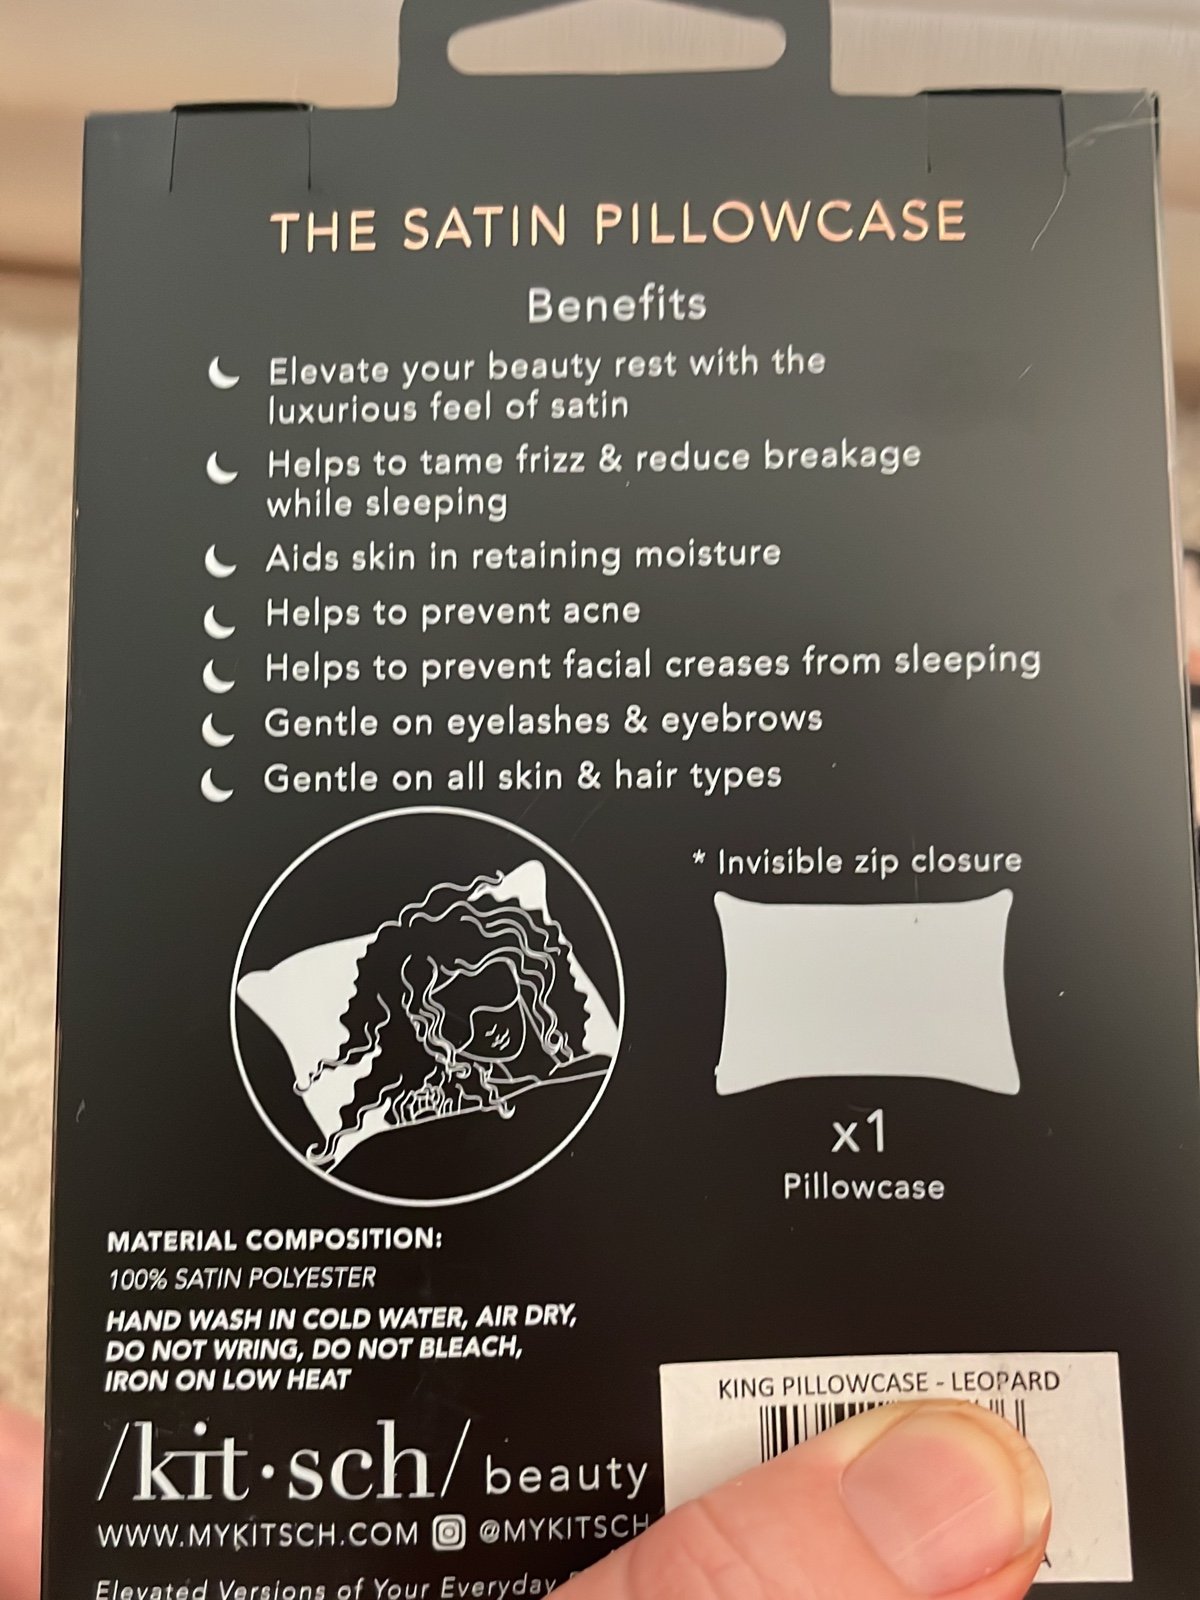 THE SATIN PILLOWCASE
Benefits
Elevate your beauty rest with the
luxurious feel of satin
Helps to tame frizz & reduce breakage
while sleeping
Aids skin in retaining moisture
Helps to prevent acne
Helps to prevent facial creases from sleeping
Gentle on eyelashes & eyebrows
Gentle on all skin & hair types
* Invisible zip closure
x1
Pillowcase
MATERIAL COMPOSITION:
100% SATIN POLYESTER
HAND WASH IN COLD WATER, AIR DRY,
DO NOT WRING, DO NOT BLEACH,
IRON ON LOW HEAT
KING PILLOWCASE - LEOPARD
/kit·sch/ beauty
WWW.MYKITSCH.COM @MYKITSCH
Elevated Versions of Your Everyday